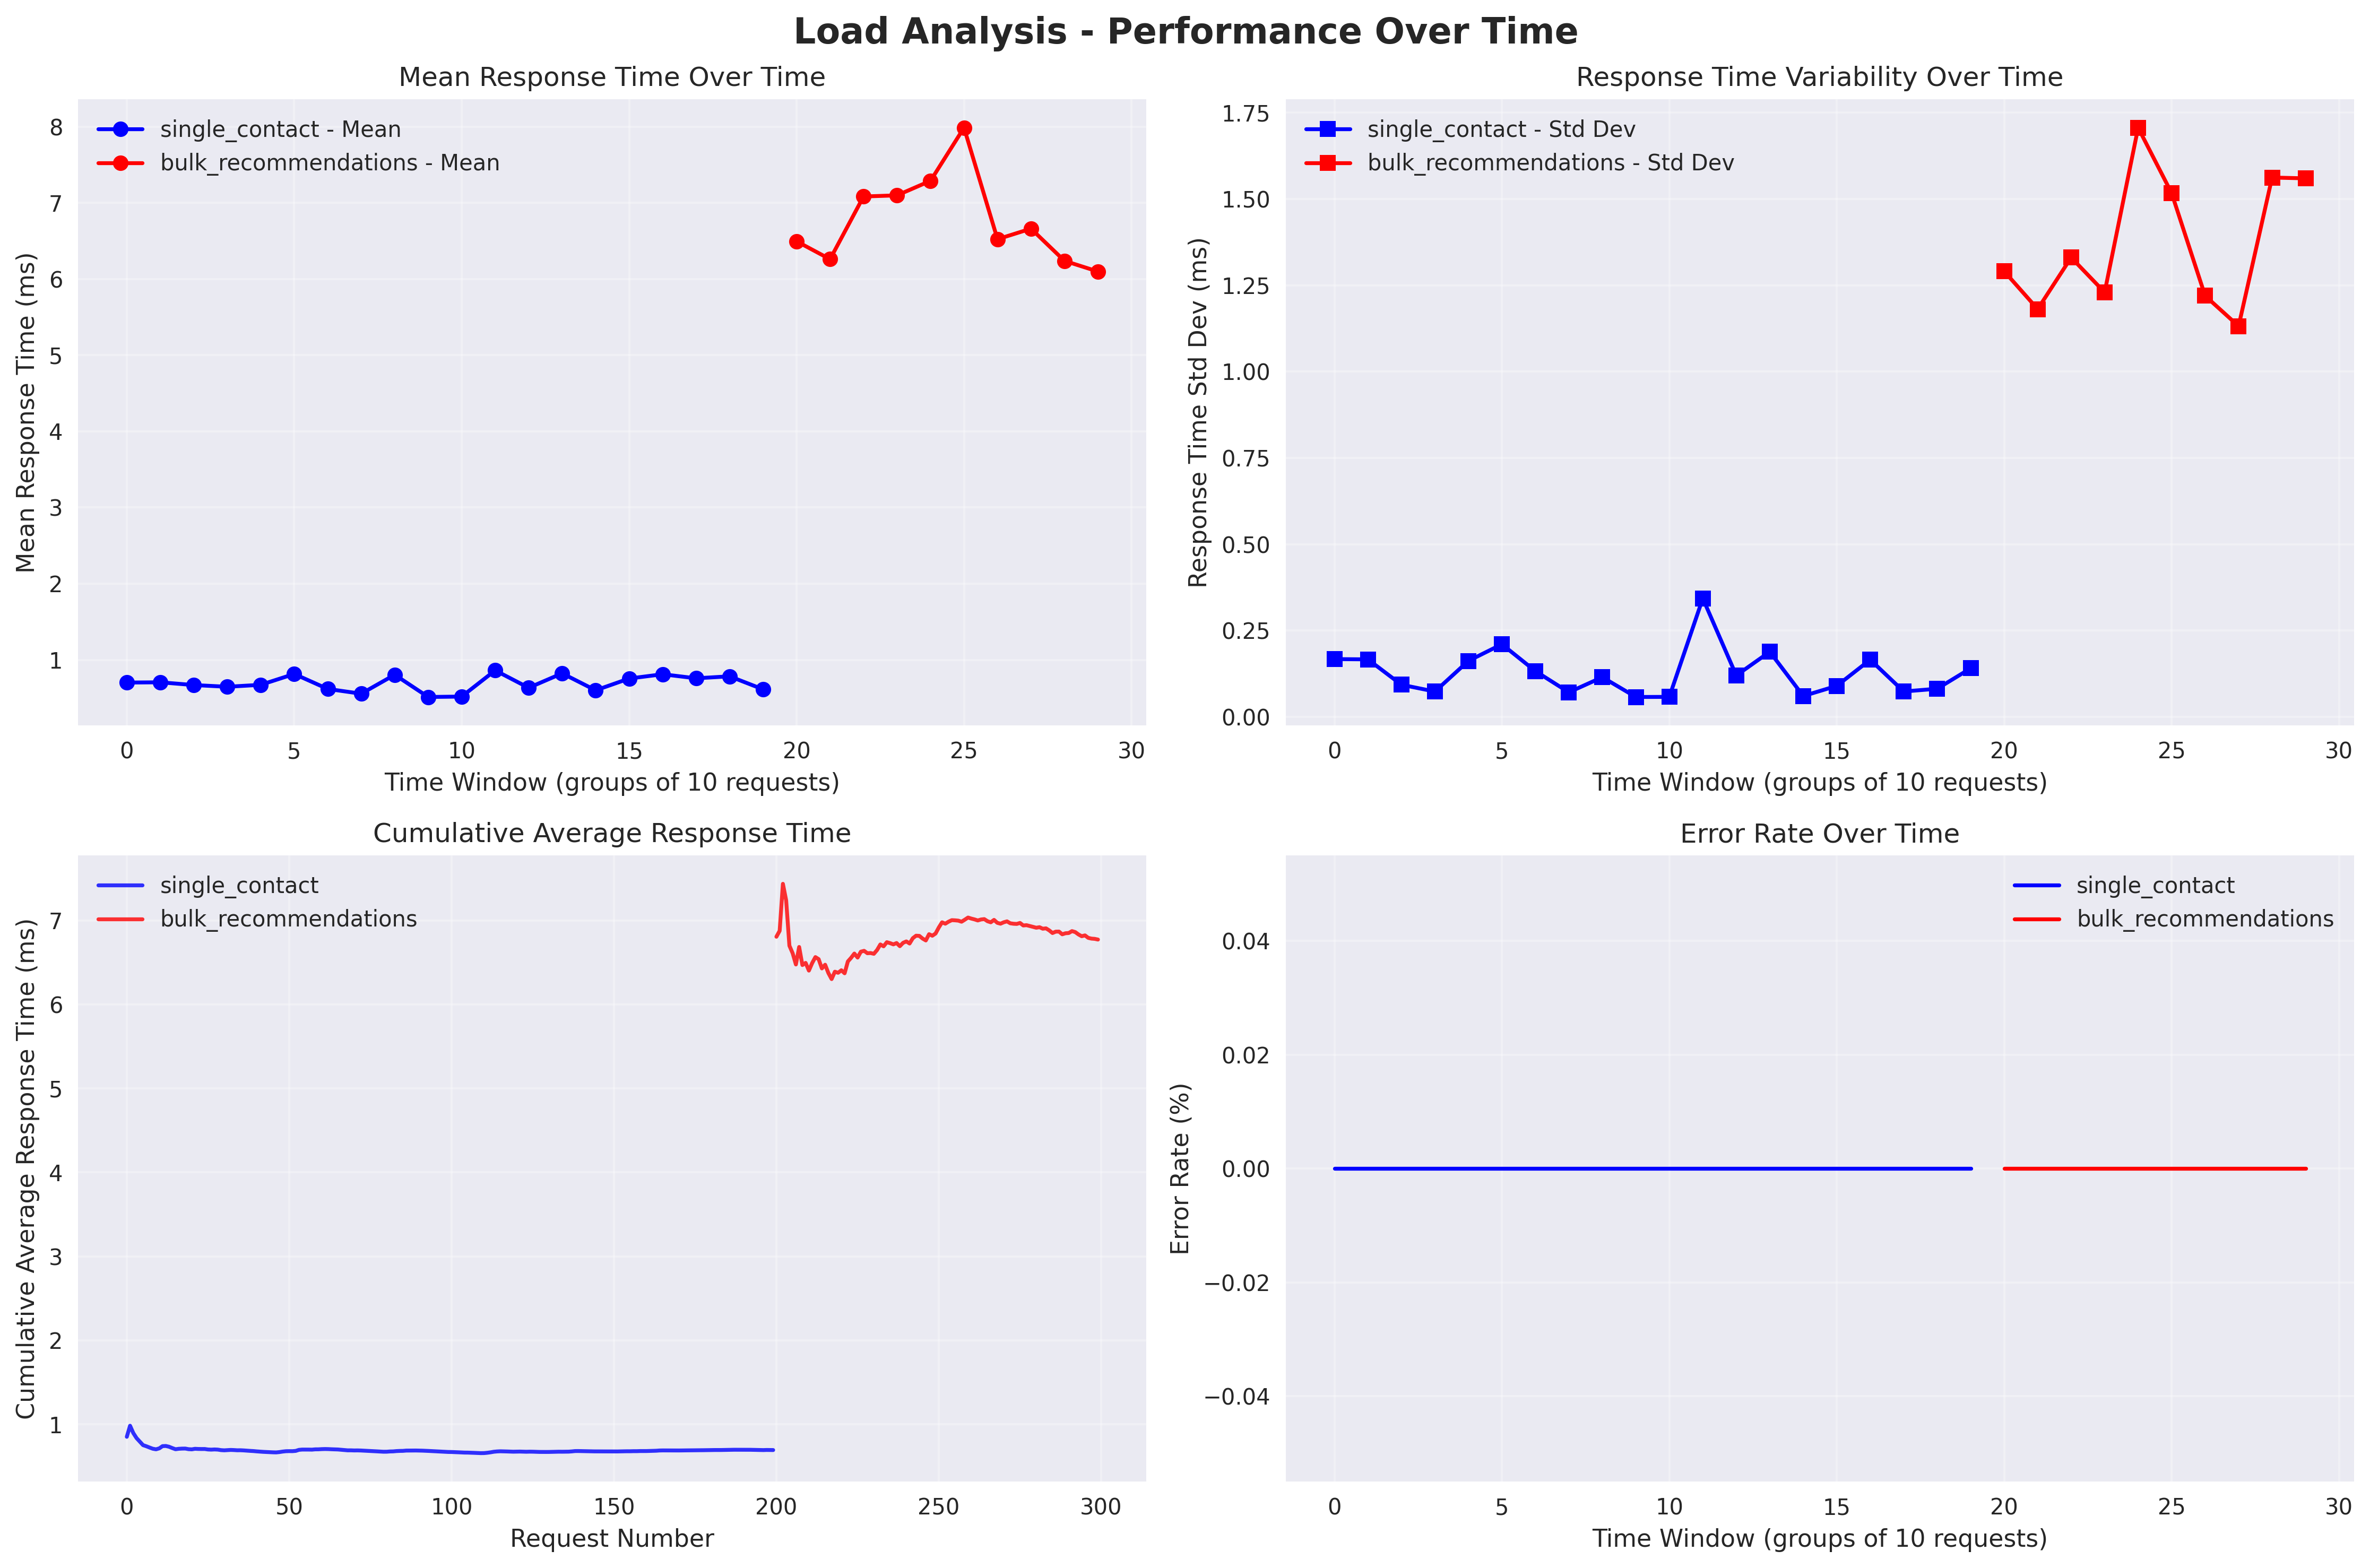 Load Analysis - Performance Over Time
Mean Response Time Over Time
single_contact - Mean
bulk_recommendations - Mean
Mean Response Time (ms)
8
7
6
5
4
3
2
1
0 5 10 15 20 25 30
Time Window (groups of 10 requests)
Response Time Variability Over Time
single_contact - Std Dev
bulk_recommendations - Std Dev
Response Time Std Dev (ms)
1.75
1.50
1.25
1.00
0.75
0.50
0.25
0.00
0 5 10 15 20 25 30
Time Window (groups of 10 requests)
Cumulative Average Response Time
single_contact
bulk_recommendations
Cumulative Average Response Time (ms)
7
6
5
4
3
2
1
0 50 100 150 200 250 300
Request Number
Error Rate Over Time
single_contact
bulk_recommendations
Error Rate (%)
0.04
0.02
0.00
−0.02
−0.04
0 5 10 15 20 25 30
Time Window (groups of 10 requests)